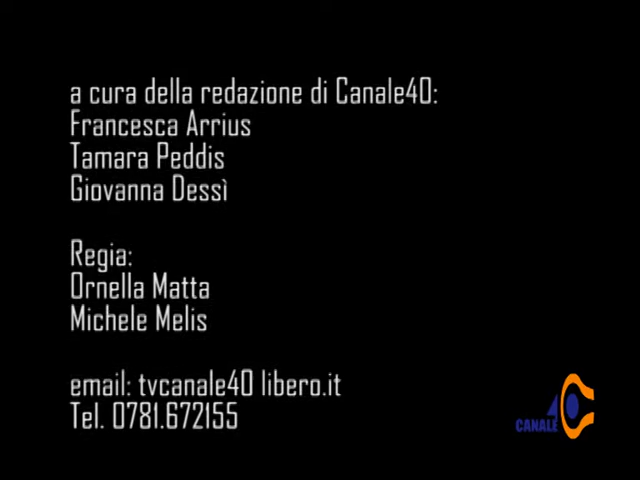 a cura della redazione di Canale40:
Francesca Arrius
Tamara Peddis
Giovanna Dessì
Regia:
Ornella Matta
Michele Melis
email: tvcanale40 libero.it
Tel. 0781.672155
CANALE 40